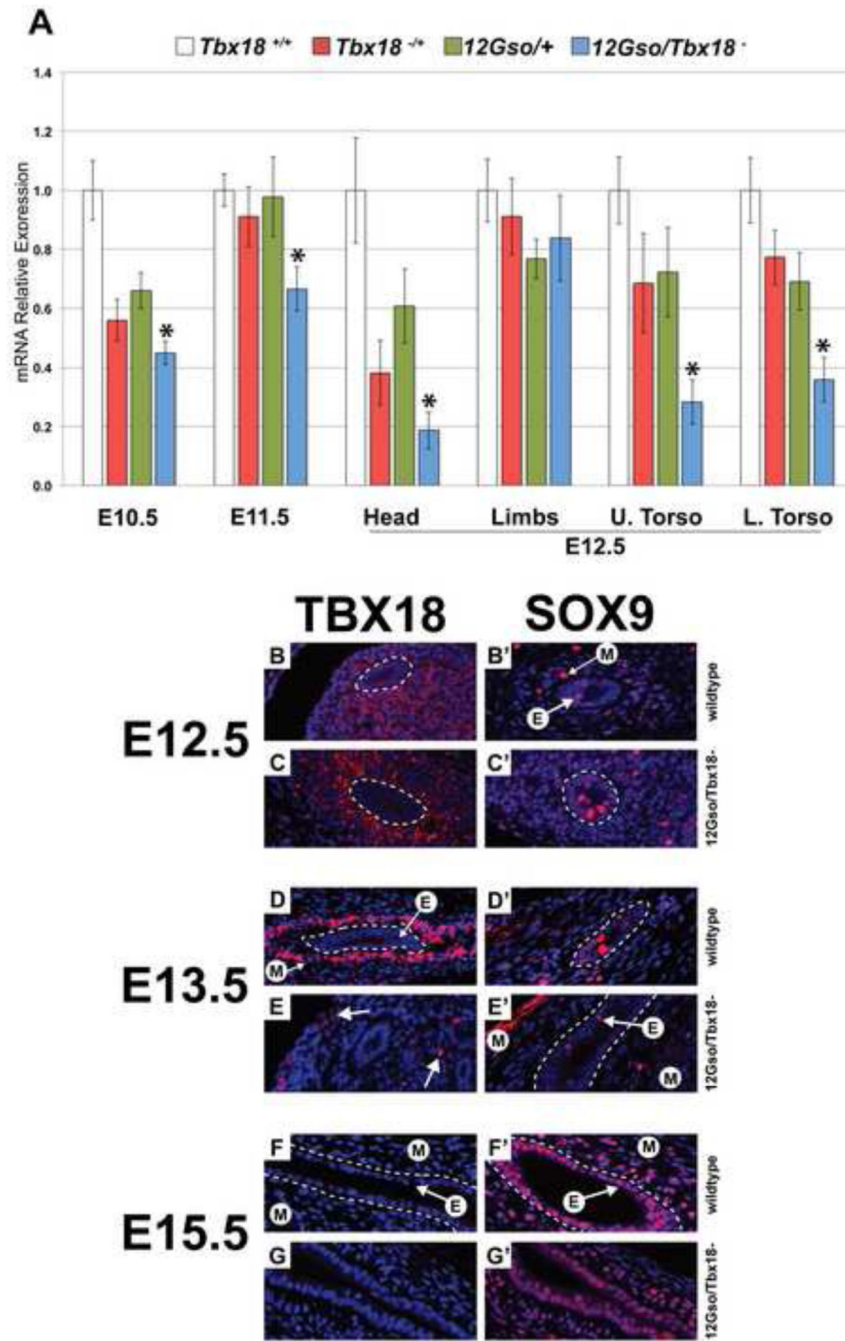 A
Tbx18 +/+ Tbx18 -/+ 12Gso/+ 12Gso/Tbx18 -
mRNA Relative Exoression
1.4
1.2
1.0
0.8
0.6
0.4
0.2
0.0
E10.5 E11.5 Head Limbs U. Torso L. Torso
E12.5
* * * * *
TBX18 SOX9
E12.5
B B' M E wildtype
C C' 12Gso/Tbx18-
E13.5
D E M D' wildtype
E E' E M M 12Gso/Tbx18-
E15.5
F M E M F' M E wildtype
G G' 12Gso/Tbx18-